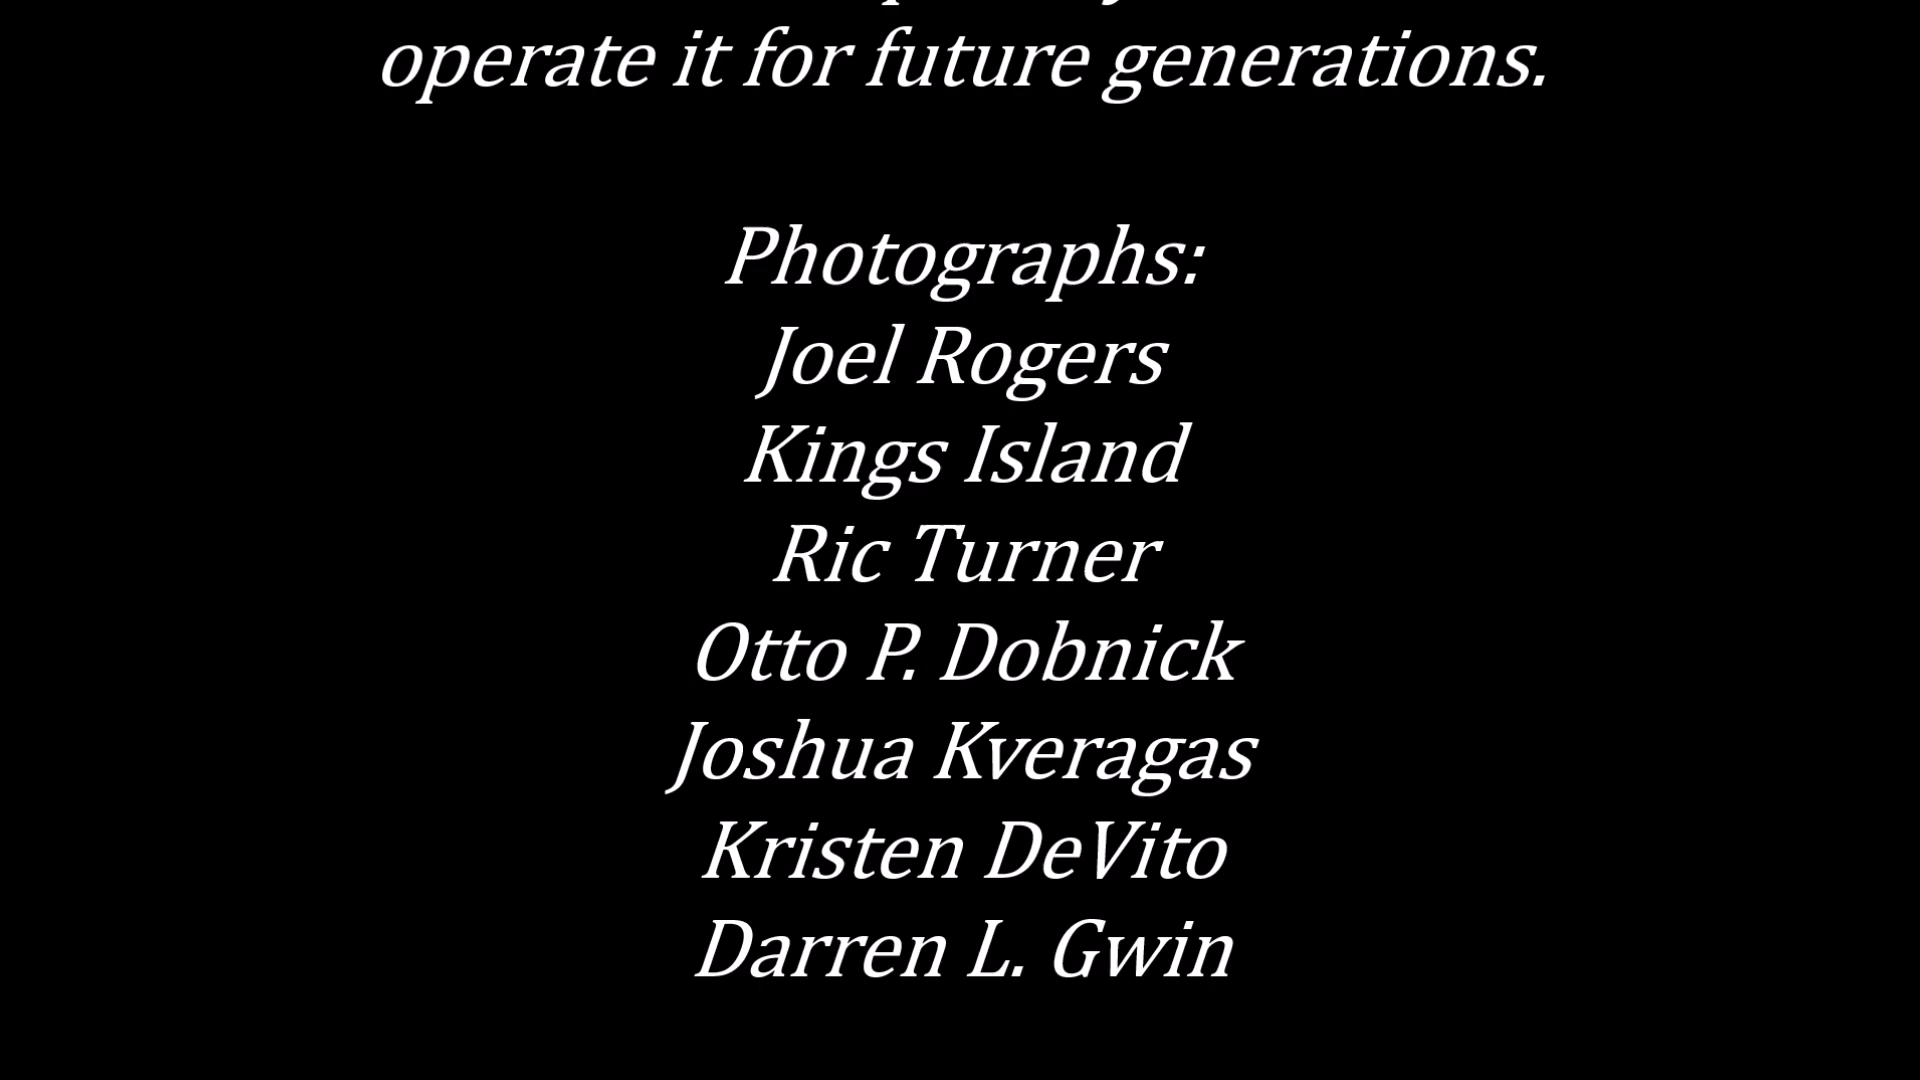 operate it for future generations.
Photographs:
Joel Rogers
Kings Island
Ric Turner
Otto P. Dobnick
Joshua Kveragas
Kristen DeVito
Darren L. Gwin